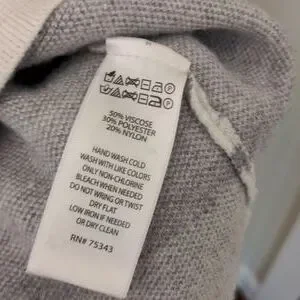 50% VISCOSE
30% POLYESTER
20% NYLON
HAND WASH COLD
WASH WITH LIKE COLORS
ONLY NON-CHLORINE
BLEACH WHEN NEEDED
DO NOT WRING OR TWIST
DRY FLAT
LOW IRON IF NEEDED
OR DRY CLEAN
RN# 75343